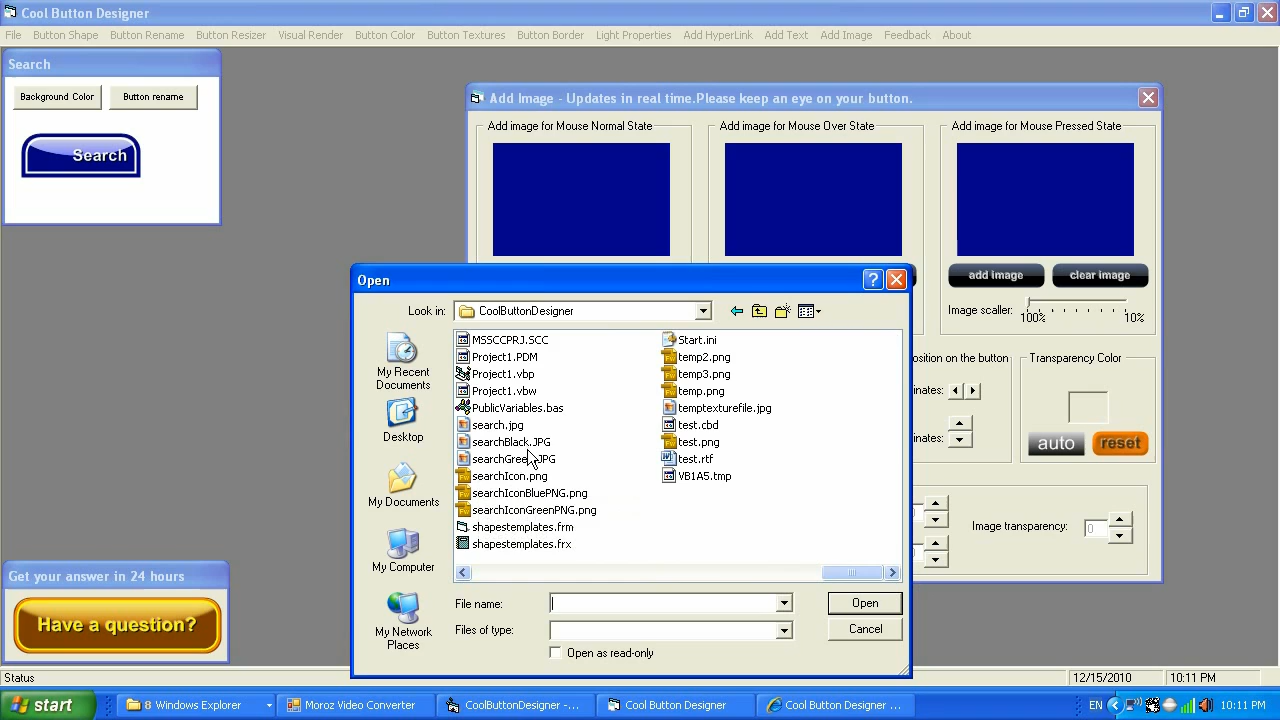 Cool Button Designer
File Button Shape Button Rename Button Resizer Visual Render Button Color Button Textures Button Border Light Properties Add HyperLink Add Text Add Image Feedback About
Search
Background Color Button rename
Search
Add Image - Updates in real time.Please keep an eye on your button.
Add image for Mouse Normal State Add image for Mouse Over State Add image for Mouse Pressed State
add image clear image
Image scaller: 100% 10%
osition on the button Transparency Color
inates:
inates:
auto reset
Image transparency: 0
Open
Look in: CoolButtonDesigner
My Recent Documents
Desktop
My Documents
My Computer
My Network Places
MSSCCPRJ.SCC
Project1.PDM
Project1.vbp
Project1.vbw
PublicVariables.bas
search.jpg
searchBlack.JPG
searchGreen.JPG
searchIcon.png
searchIconBluePNG.png
searchIconGreenPNG.png
shapestemplates.frm
shapestemplates.frx
Start.ini
temp2.png
temp3.png
temp.png
temptexturefile.jpg
test.cbd
test.png
test.rtf
VB1A5.tmp
File name: Open
Files of type: Cancel
Open as read-only
Get your answer in 24 hours
Have a question?
Status 12/15/2010 10:11 PM
start 8 Windows Explorer Moroz Video Converter CoolButtonDesigner -... Cool Button Designer Cool Button Designer ... EN 10:11 PM